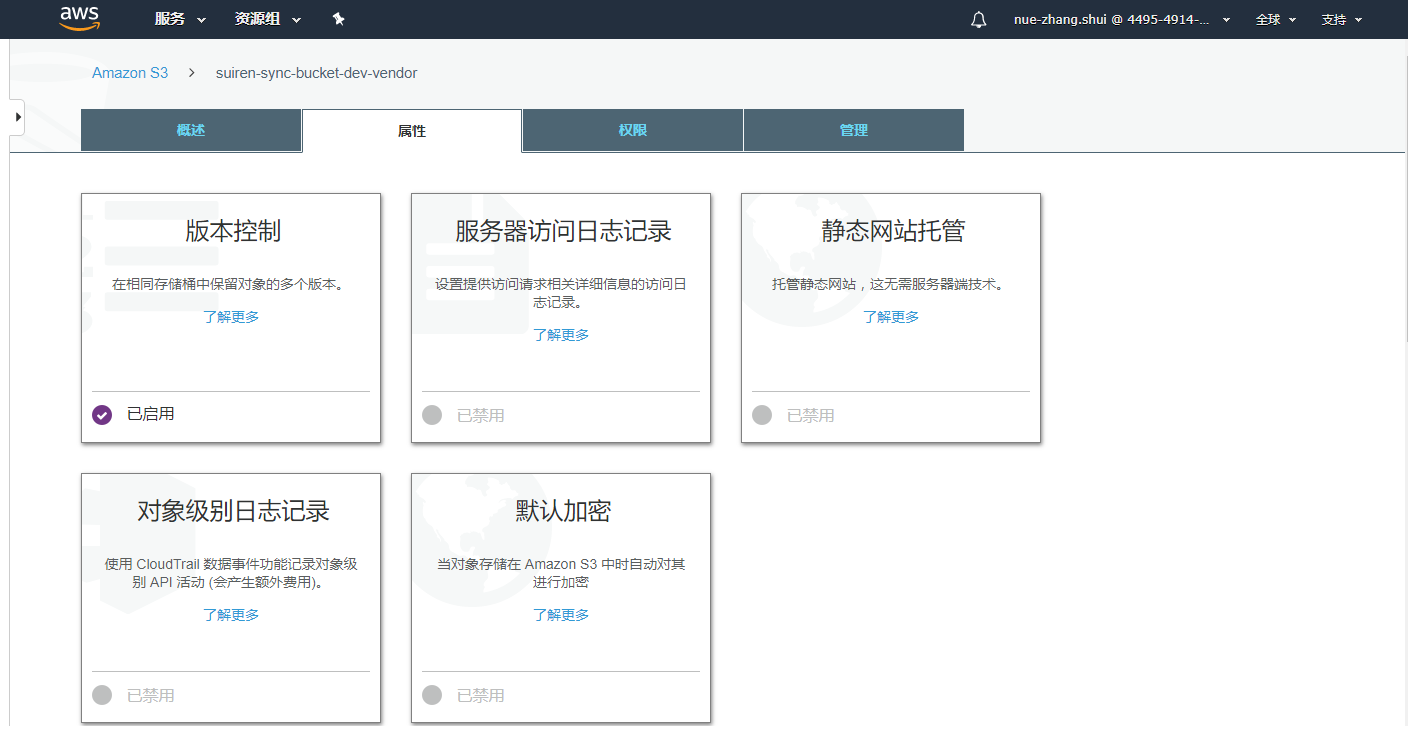 aws 服务 资源组 nue-zhang.shui @ 4495-4914-... 全球 支持
Amazon S3 > suiren-sync-bucket-dev-vendor
概述 属性 权限 管理
版本控制
在相同存储桶中保留对象的多个版本。
了解更多
已启用
服务器访问日志记录
设置提供访问请求相关详细信息的访问日
志记录。
了解更多
已禁用
静态网站托管
托管静态网站，这无需服务器端技术。
了解更多
已禁用
对象级别日志记录
使用 CloudTrail 数据事件功能记录对象级
别 API 活动 (会产生额外费用)。
了解更多
已禁用
默认加密
当对象存储在 Amazon S3 中时自动对其
进行加密
了解更多
已禁用